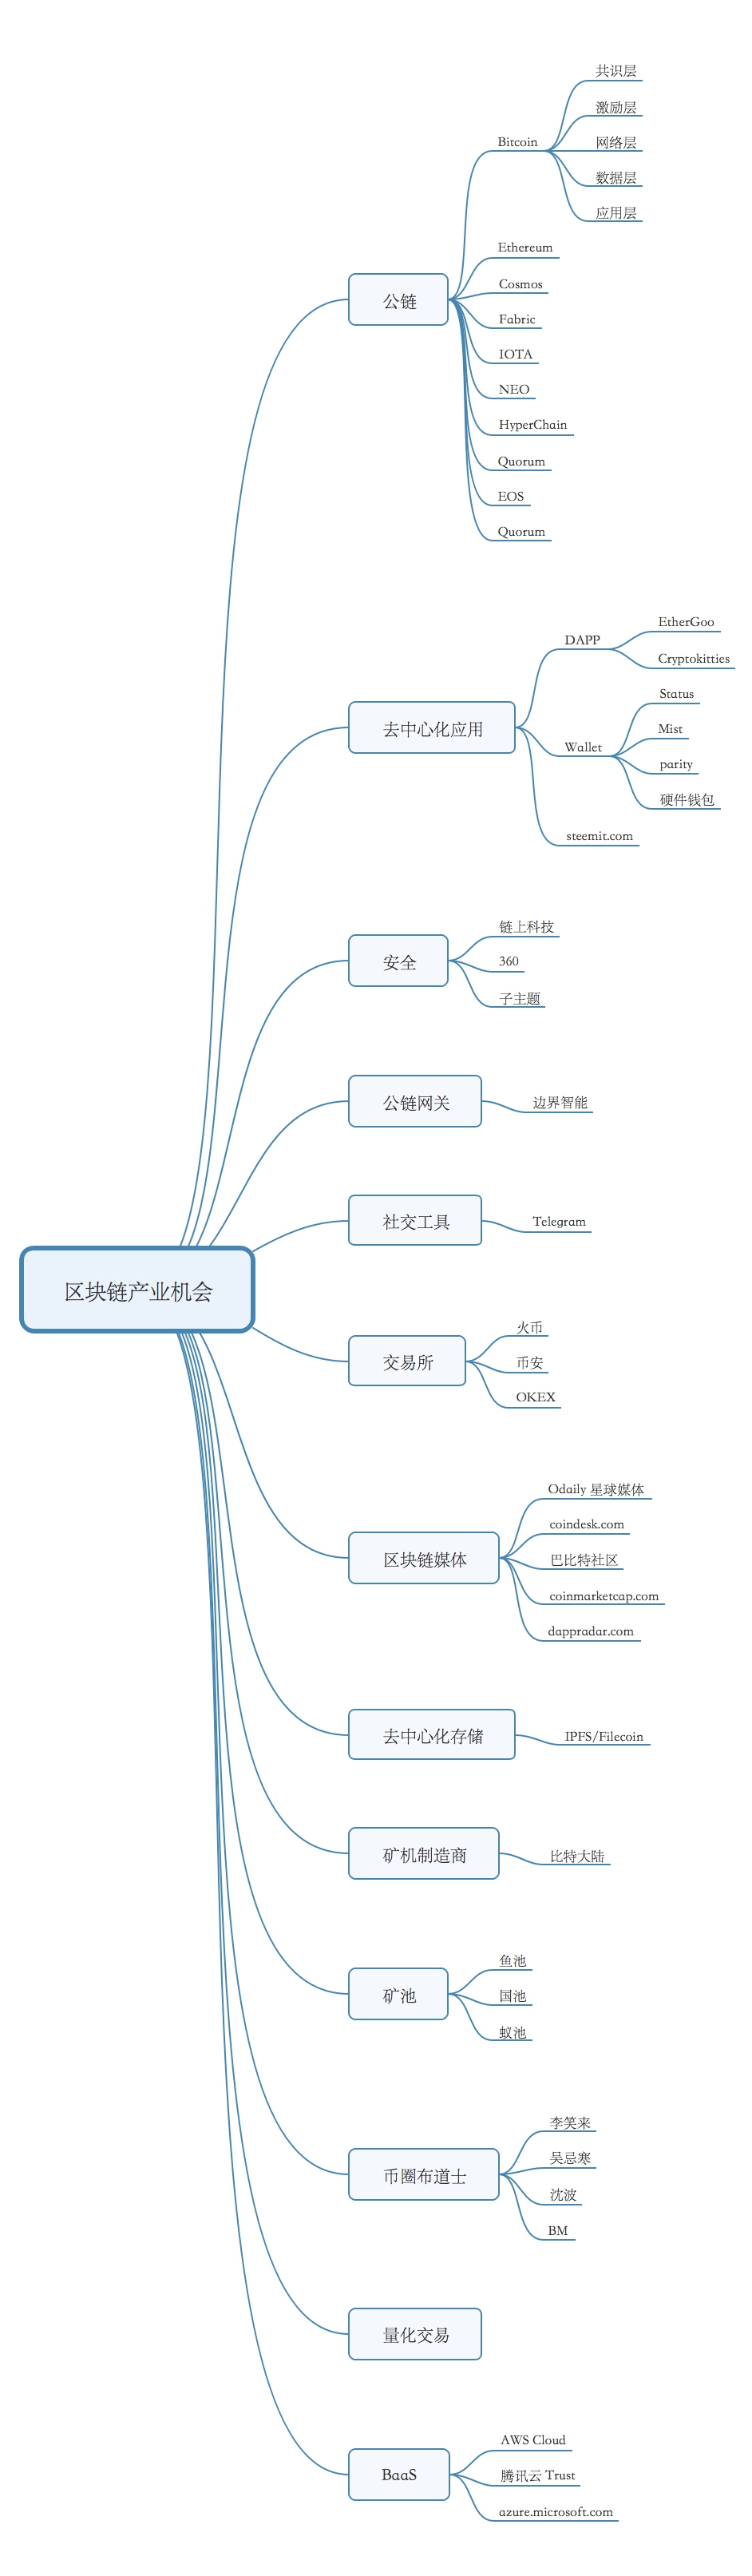 区块链产业机会
公链
Bitcoin
共识层
激励层
网络层
数据层
应用层
Ethereum
Cosmos
Fabric
IOTA
NEO
HyperChain
Quorum
EOS
Quorum
去中心化应用
DAPP
EtherGoo
Cryptokitties
Wallet
Status
Mist
parity
硬件钱包
steemit.com
安全
链上科技
360
子主题
公链网关
边界智能
社交工具
Telegram
交易所
火币
币安
OKEX
区块链媒体
Odaily 星球媒体
coindesk.com
巴比特社区
coinmarketcap.com
dappradar.com
去中心化存储
IPFS/Filecoin
矿机制造商
比特大陆
矿池
鱼池
国池
蚁池
币圈布道士
李笑来
吴忌寒
沈波
BM
量化交易
BaaS
AWS Cloud
腾讯云 Trust
azure.microsoft.com